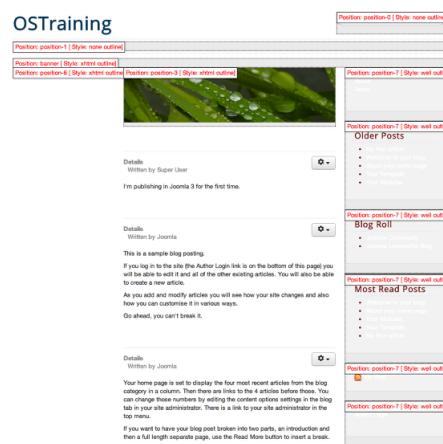 OSTraining
Position: position-0 [ Style: none outline
Position: position-1 [ Style: none outline]
Position: banner [ Style: xhtml outline]
Position: position-8 [ Style: xhtml outline
Position: position-3 [ Style: xhtml outline]
Position: position-7 [ Style: well outl
Details
Written by Super User
I'm publishing in Joomla 3 for the first time.
Position: position-7 [ Style: well outl
Older Posts
Details
Written by Joomla
This is a sample blog posting.
If you log in to the site (the Author Login link is on the bottom of this page) you
will be able to edit it and all of the other existing articles. You will also be able
to create a new article.
As you add and modify articles you will see how your site changes and also
how you can customise it in various ways.
Go ahead, you can't break it.
Position: position-7 [ Style: well outl
Blog Roll
Position: position-7 [ Style: well outl
Most Read Posts
Details
Written by Joomla
Your home page is set to display the four most recent articles from the blog
category in a column. Then there are links to the 4 articles before those. You
can change those numbers by editing the content options settings in the blog
tab in your site administrator. There is a link to your site administrator in the
top menu.
If you want to have your blog post broken into two parts, an introduction and
then a full length separate page, use the Read More button to insert a break.
Position: position-7 [ Style: well outl
Position: position-7 [ Style: well outl